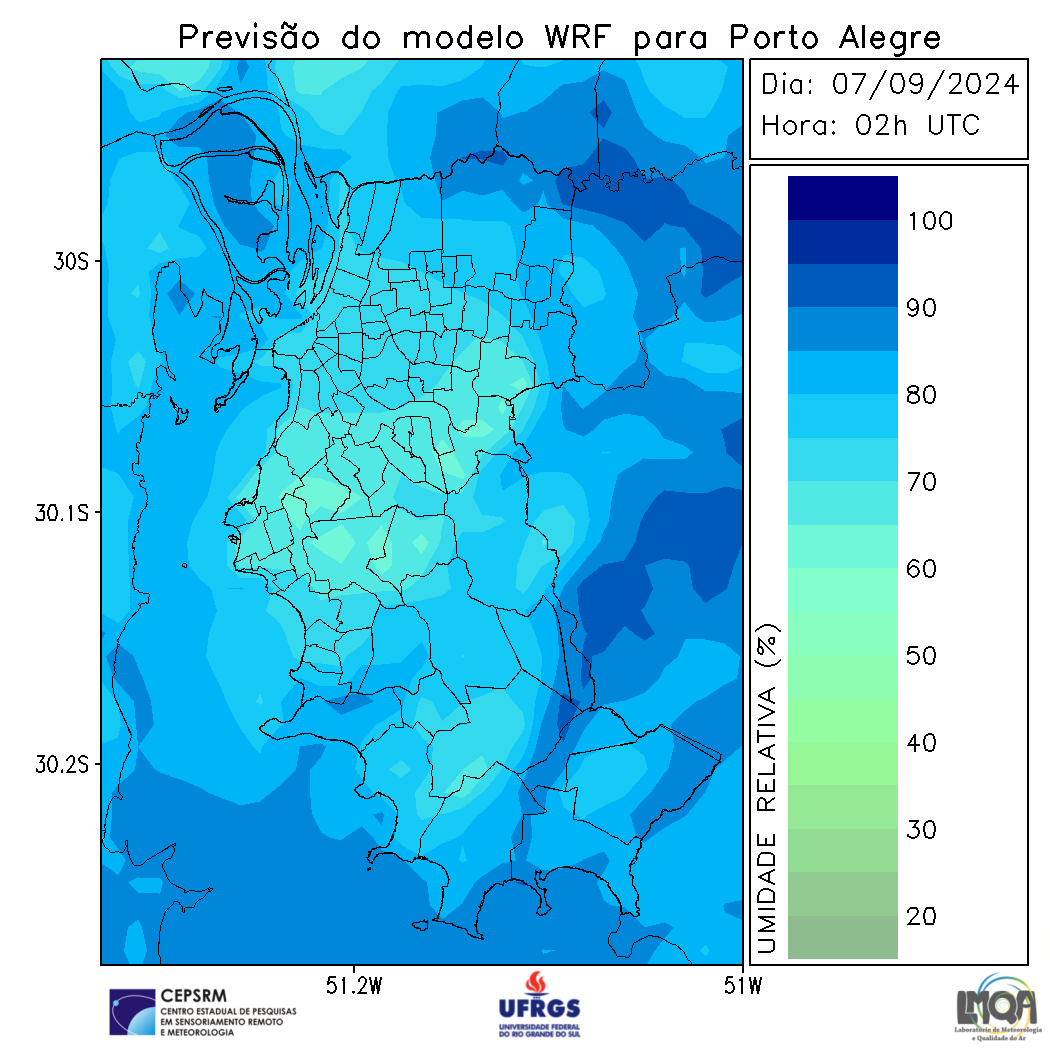 Previsão do modelo WRF para Porto Alegre
Dia: 07/09/2024
Hora: 02h UTC
30S
30.1S
30.2S
51.2W
51W
100
90
80
70
60
50
40
30
20
UMIDADE RELATIVA (%)
CEPSRM
CENTRO ESTADUAL DE PESQUISAS
EM SENSORIAMENTO REMOTO
E METEOROLOGIA
UFRGS
UNIVERSIDADE FEDERAL
DO RIO GRANDE DO SUL
LMQA
Laboratório de Meteorologia
e Qualidade do Ar